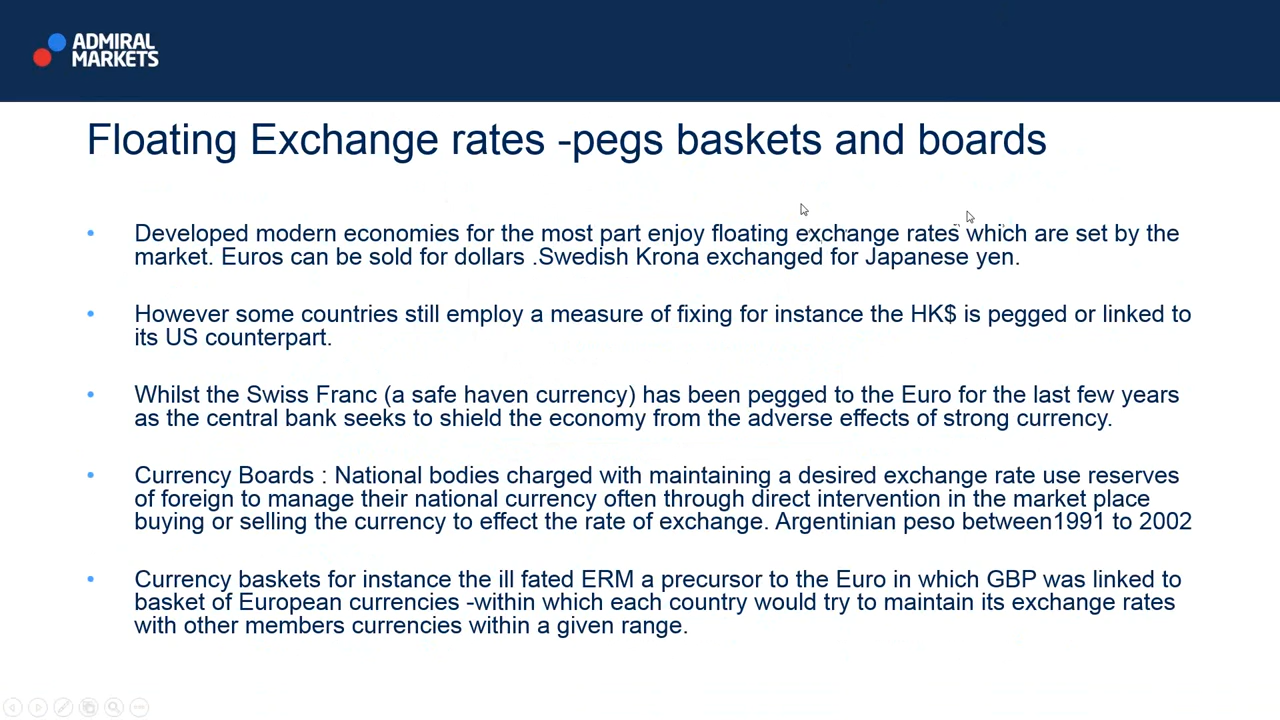 ADMIRAL
MARKETS
Floating Exchange rates -pegs baskets and boards
• Developed modern economies for the most part enjoy floating exchange rates which are set by the
market. Euros can be sold for dollars .Swedish Krona exchanged for Japanese yen.
• However some countries still employ a measure of fixing for instance the HK$ is pegged or linked to
its US counterpart.
• Whilst the Swiss Franc (a safe haven currency) has been pegged to the Euro for the last few years
as the central bank seeks to shield the economy from the adverse effects of strong currency.
• Currency Boards : National bodies charged with maintaining a desired exchange rate use reserves
of foreign to manage their national currency often through direct intervention in the market place
buying or selling the currency to effect the rate of exchange. Argentinian peso between1991 to 2002
• Currency baskets for instance the ill fated ERM a precursor to the Euro in which GBP was linked to
basket of European currencies -within which each country would try to maintain its exchange rates
with other members currencies within a given range.